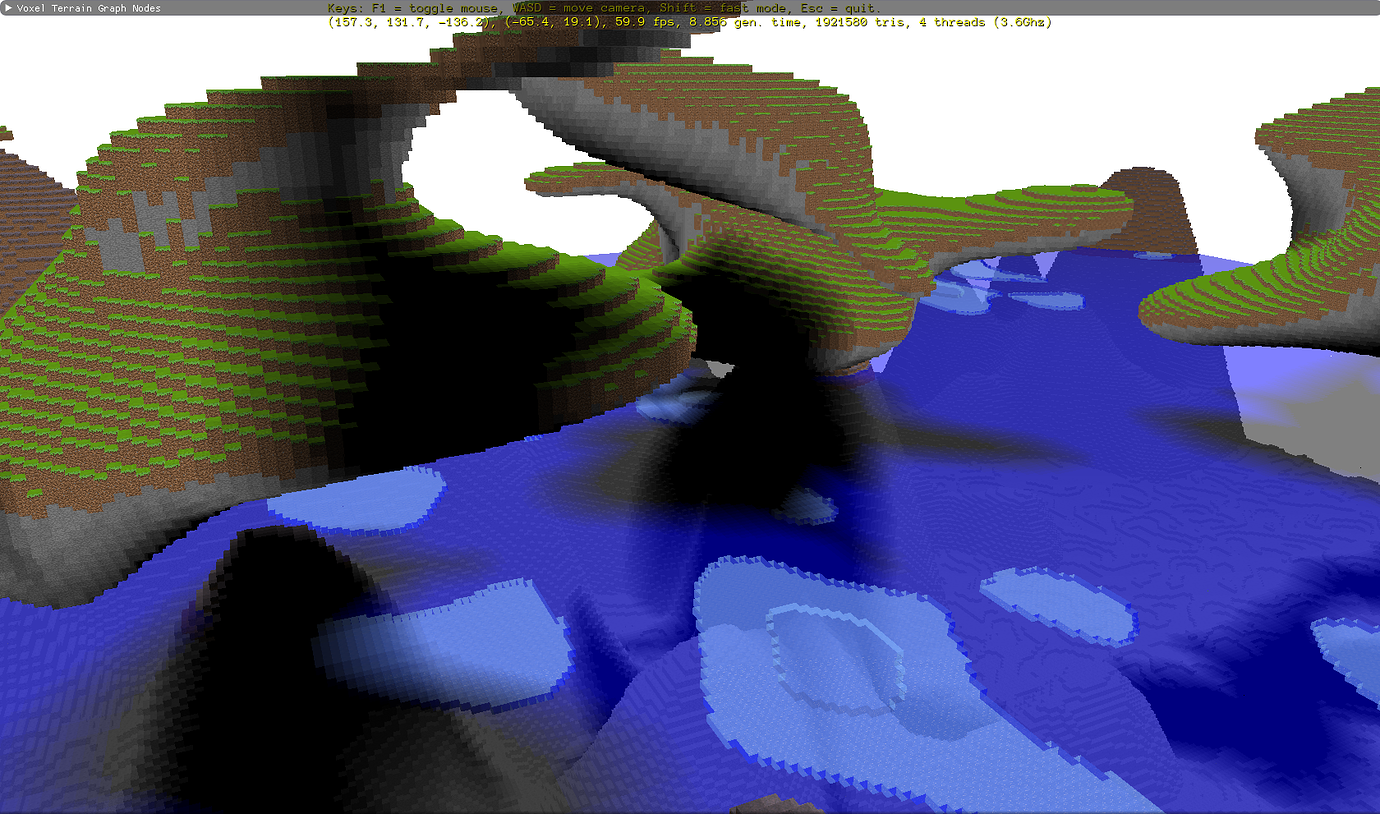 Voxel Terrain Graph Nodes
Keys: F1 = toggle mouse, WASD = move camera, Shift = fast mode, Esc = quit.
(157.3, 131.7, -136.2), (-65.4, 19.1), 59.9 fps, 8.856 gen. time, 1921580 tris, 4 threads (3.6Ghz)